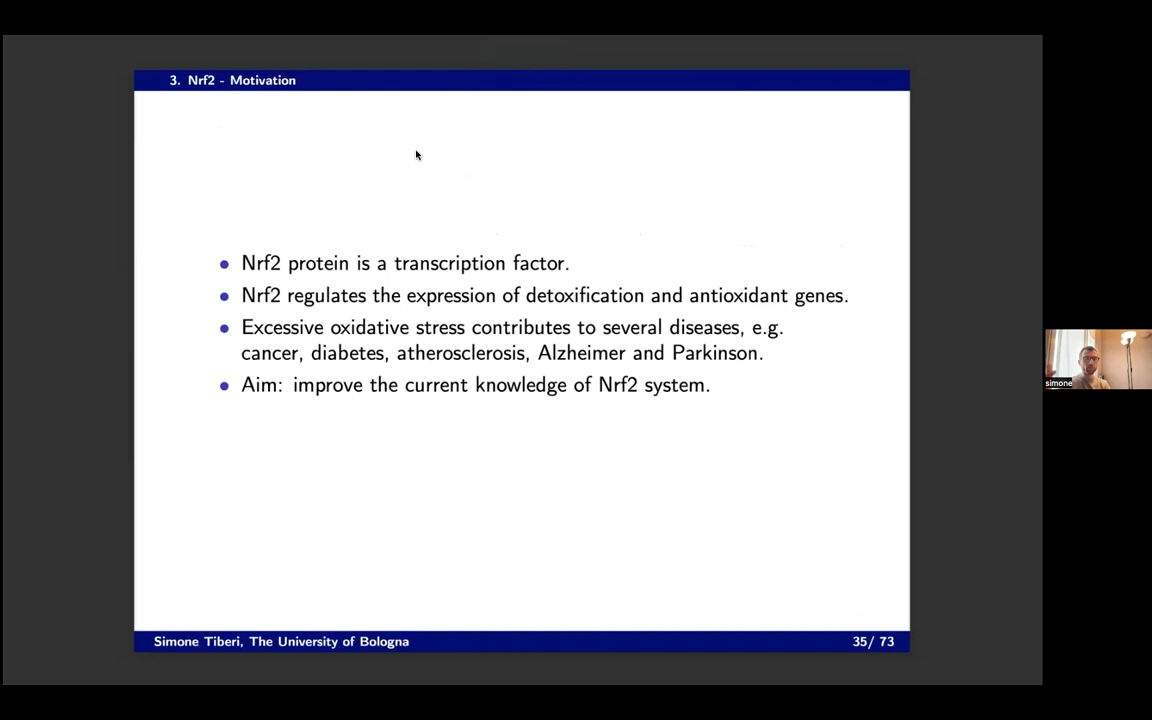 3. Nrf2 - Motivation
• Nrf2 protein is a transcription factor.
• Nrf2 regulates the expression of detoxification and antioxidant genes.
• Excessive oxidative stress contributes to several diseases, e.g.
cancer, diabetes, atherosclerosis, Alzheimer and Parkinson.
• Aim: improve the current knowledge of Nrf2 system.
simone
Simone Tiberi, The University of Bologna
35/ 73